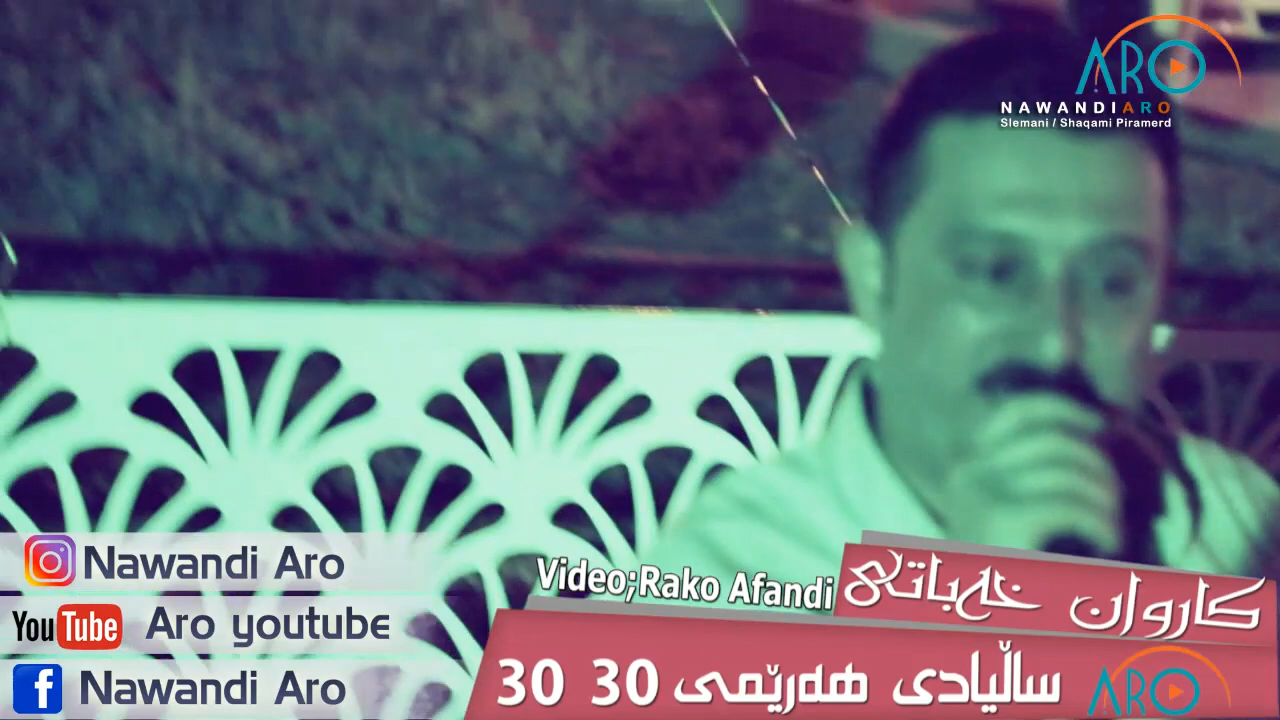 ARO
NAWANDIARO
Slemani / Shaqami Piramerd
Nawandi Aro
YouTube Aro youtube
f Nawandi Aro
Video;Rako Afandi
کاروان خەباتی
ساڵیادی هەرێمی 30 30
ARO